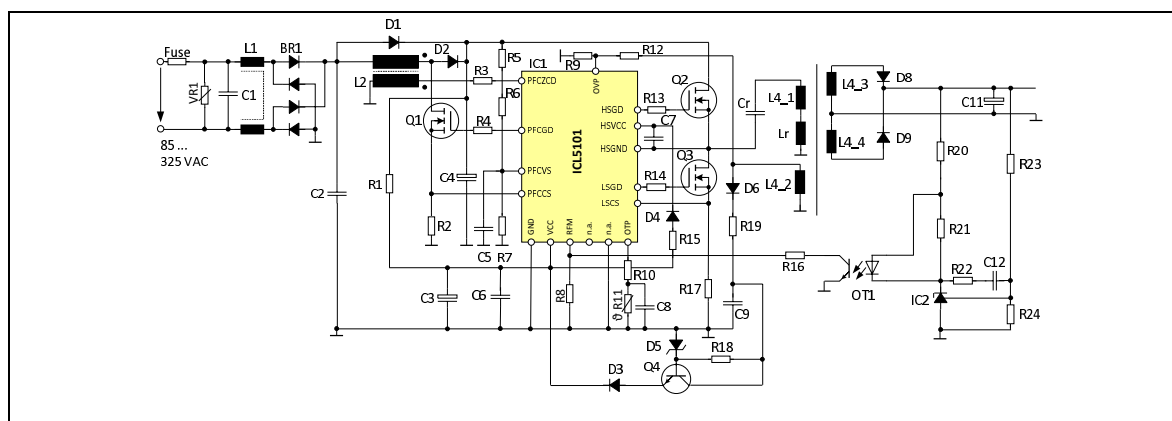 D1
Fuse
L1
BR1
D2
R5
R9
R12
IC1
VR1
C1
L2
R3
PFCZCD
OVP
Q2
R6
HSGD
R13
Cr
L4_1
L4_3
D8
C11
Q1
R4
PFCGD
HSVCC
C7
Lr
HSGND
ICL5101
85 ...
325 VAC
Q3
L4_4
D9
R20
R23
R1
C4
PFCVS
R14
L4_2
C2
PFCCS
LSGD
D6
LSCS
R2
C5
R7
GND
VCC
RFM
n.a.
n.a.
OTP
D4
R15
R19
R21
R16
OT1
R22
C12
R10
C3
C6
R8
ϑ R11
C8
R17
C9
IC2
R24
D5
R18
Q4
D3